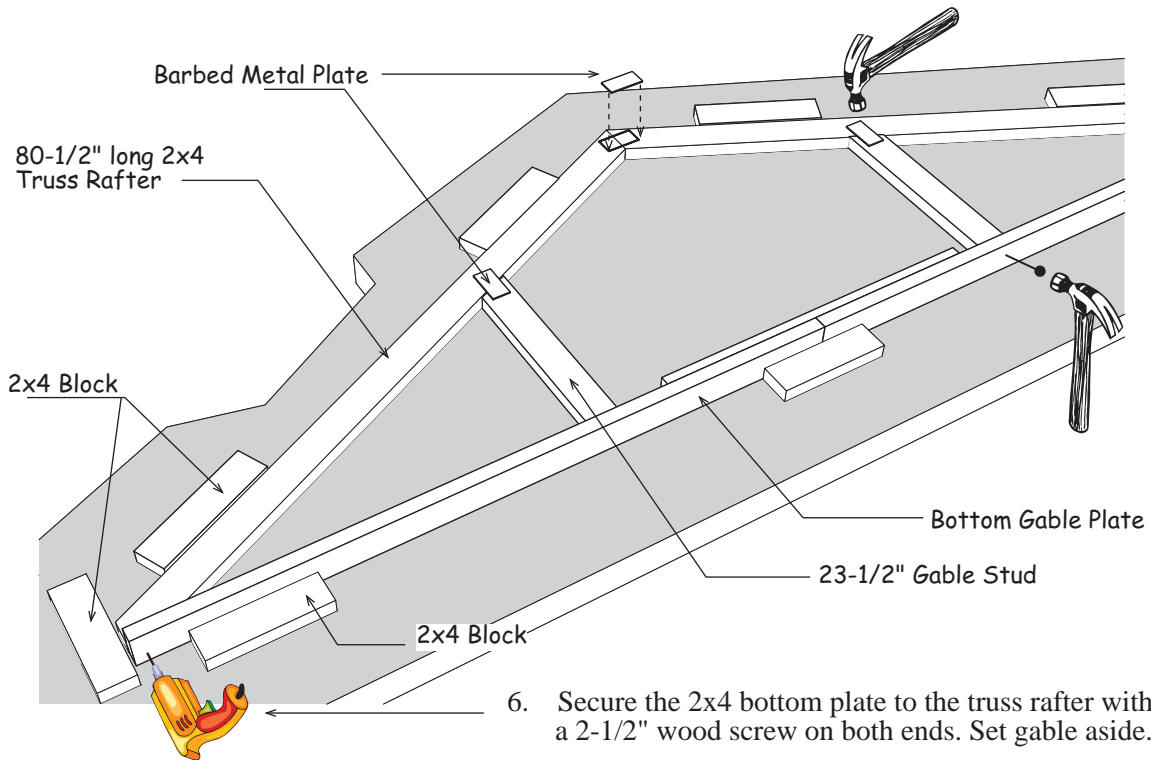 Barbed Metal Plate
80-1/2" long 2x4
Truss Rafter
2x4 Block
Bottom Gable Plate
23-1/2" Gable Stud
2x4 Block
6. Secure the 2x4 bottom plate to the truss rafter with
a 2-1/2" wood screw on both ends. Set gable aside.